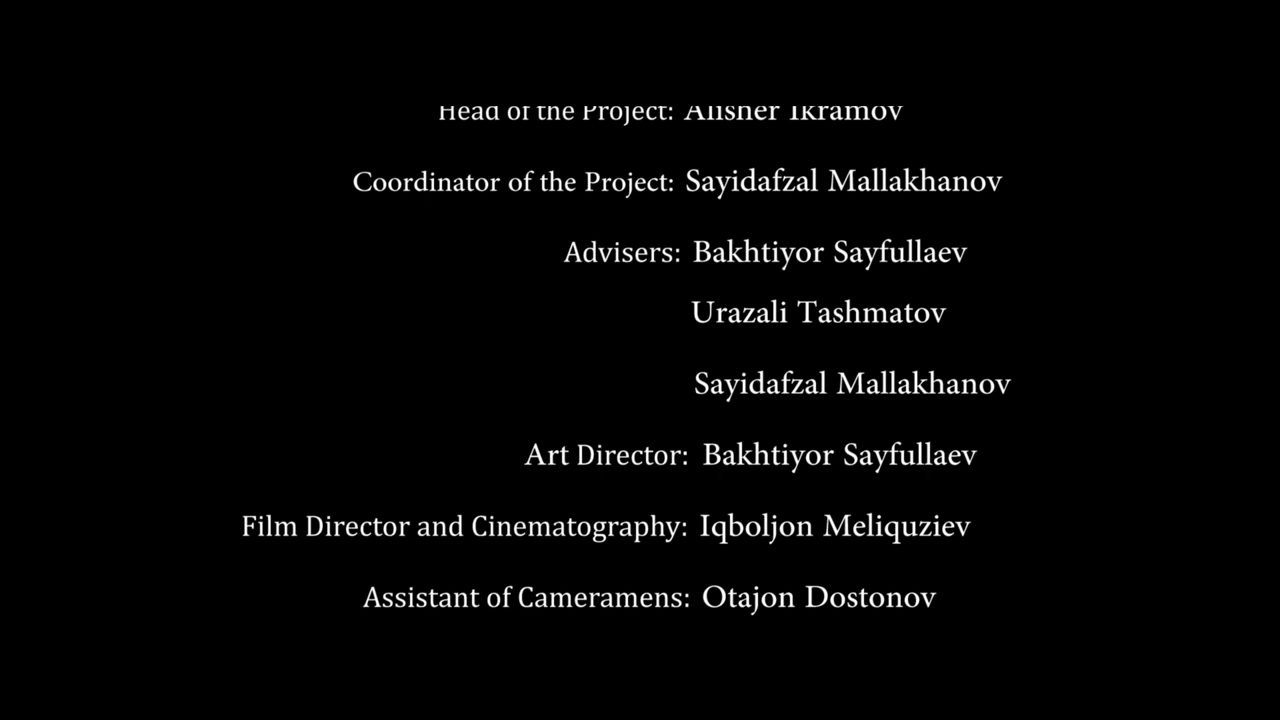 Head of the Project: Alisher Ikramov
Coordinator of the Project: Sayidafzal Mallakhanov
Advisers: Bakhtiyor Sayfullaev
Urazali Tashmatov
Sayidafzal Mallakhanov
Art Director: Bakhtiyor Sayfullaev
Film Director and Cinematography: Iqboljon Meliquziev
Assistant of Cameramens: Otajon Dostonov